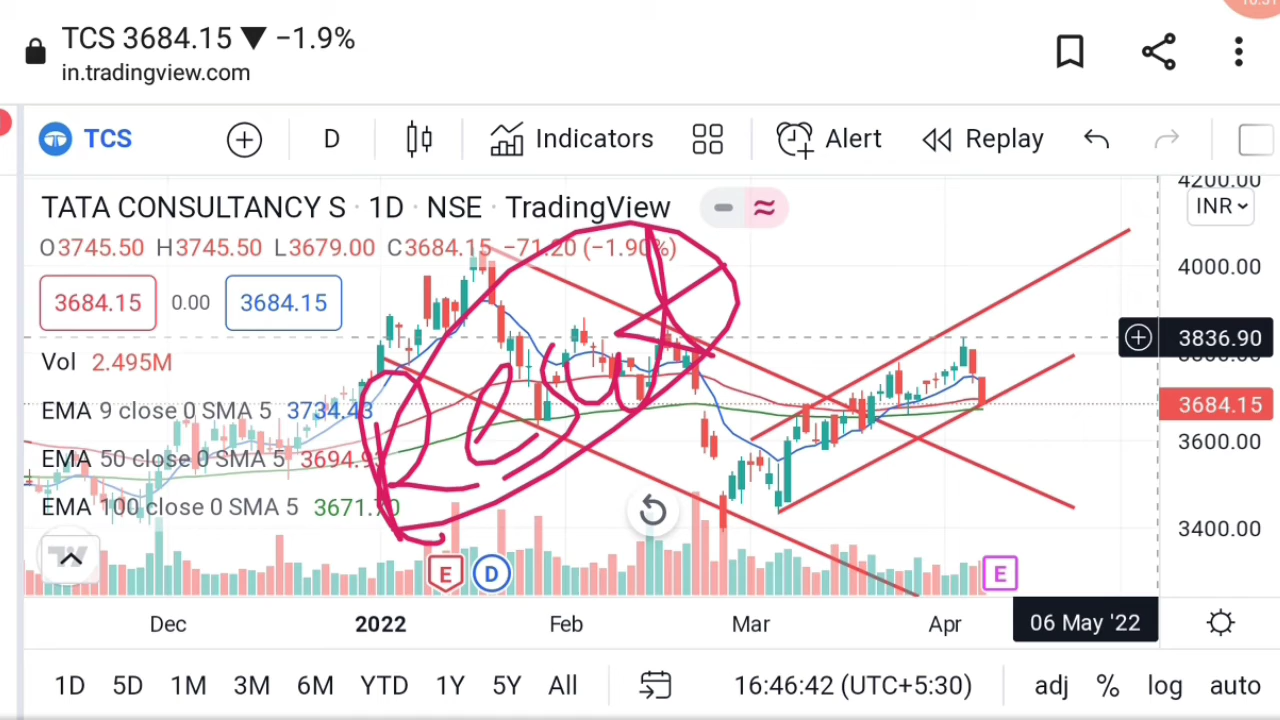 TCS 3684.15 ▼ −1.9%
in.tradingview.com
TCS D Indicators Alert Replay
TATA CONSULTANCY S · 1D · NSE · TradingView
O3745.50 H3745.50 L3679.00 C3684.15 −71.20 (−1.90%)
3684.15 0.00 3684.15
Vol 2.495M
EMA 9 close 0 SMA 5 3734.43
EMA 50 close 0 SMA 5
EMA 100 close 0 SMA 5
4200.00
INR
4000.00
3836.90
3684.15
3600.00
3400.00
E D E
Dec 2022 Feb Mar Apr 06 May '22
1D 5D 1M 3M 6M YTD 1Y 5Y All 16:46:42 (UTC+5:30) adj % log auto